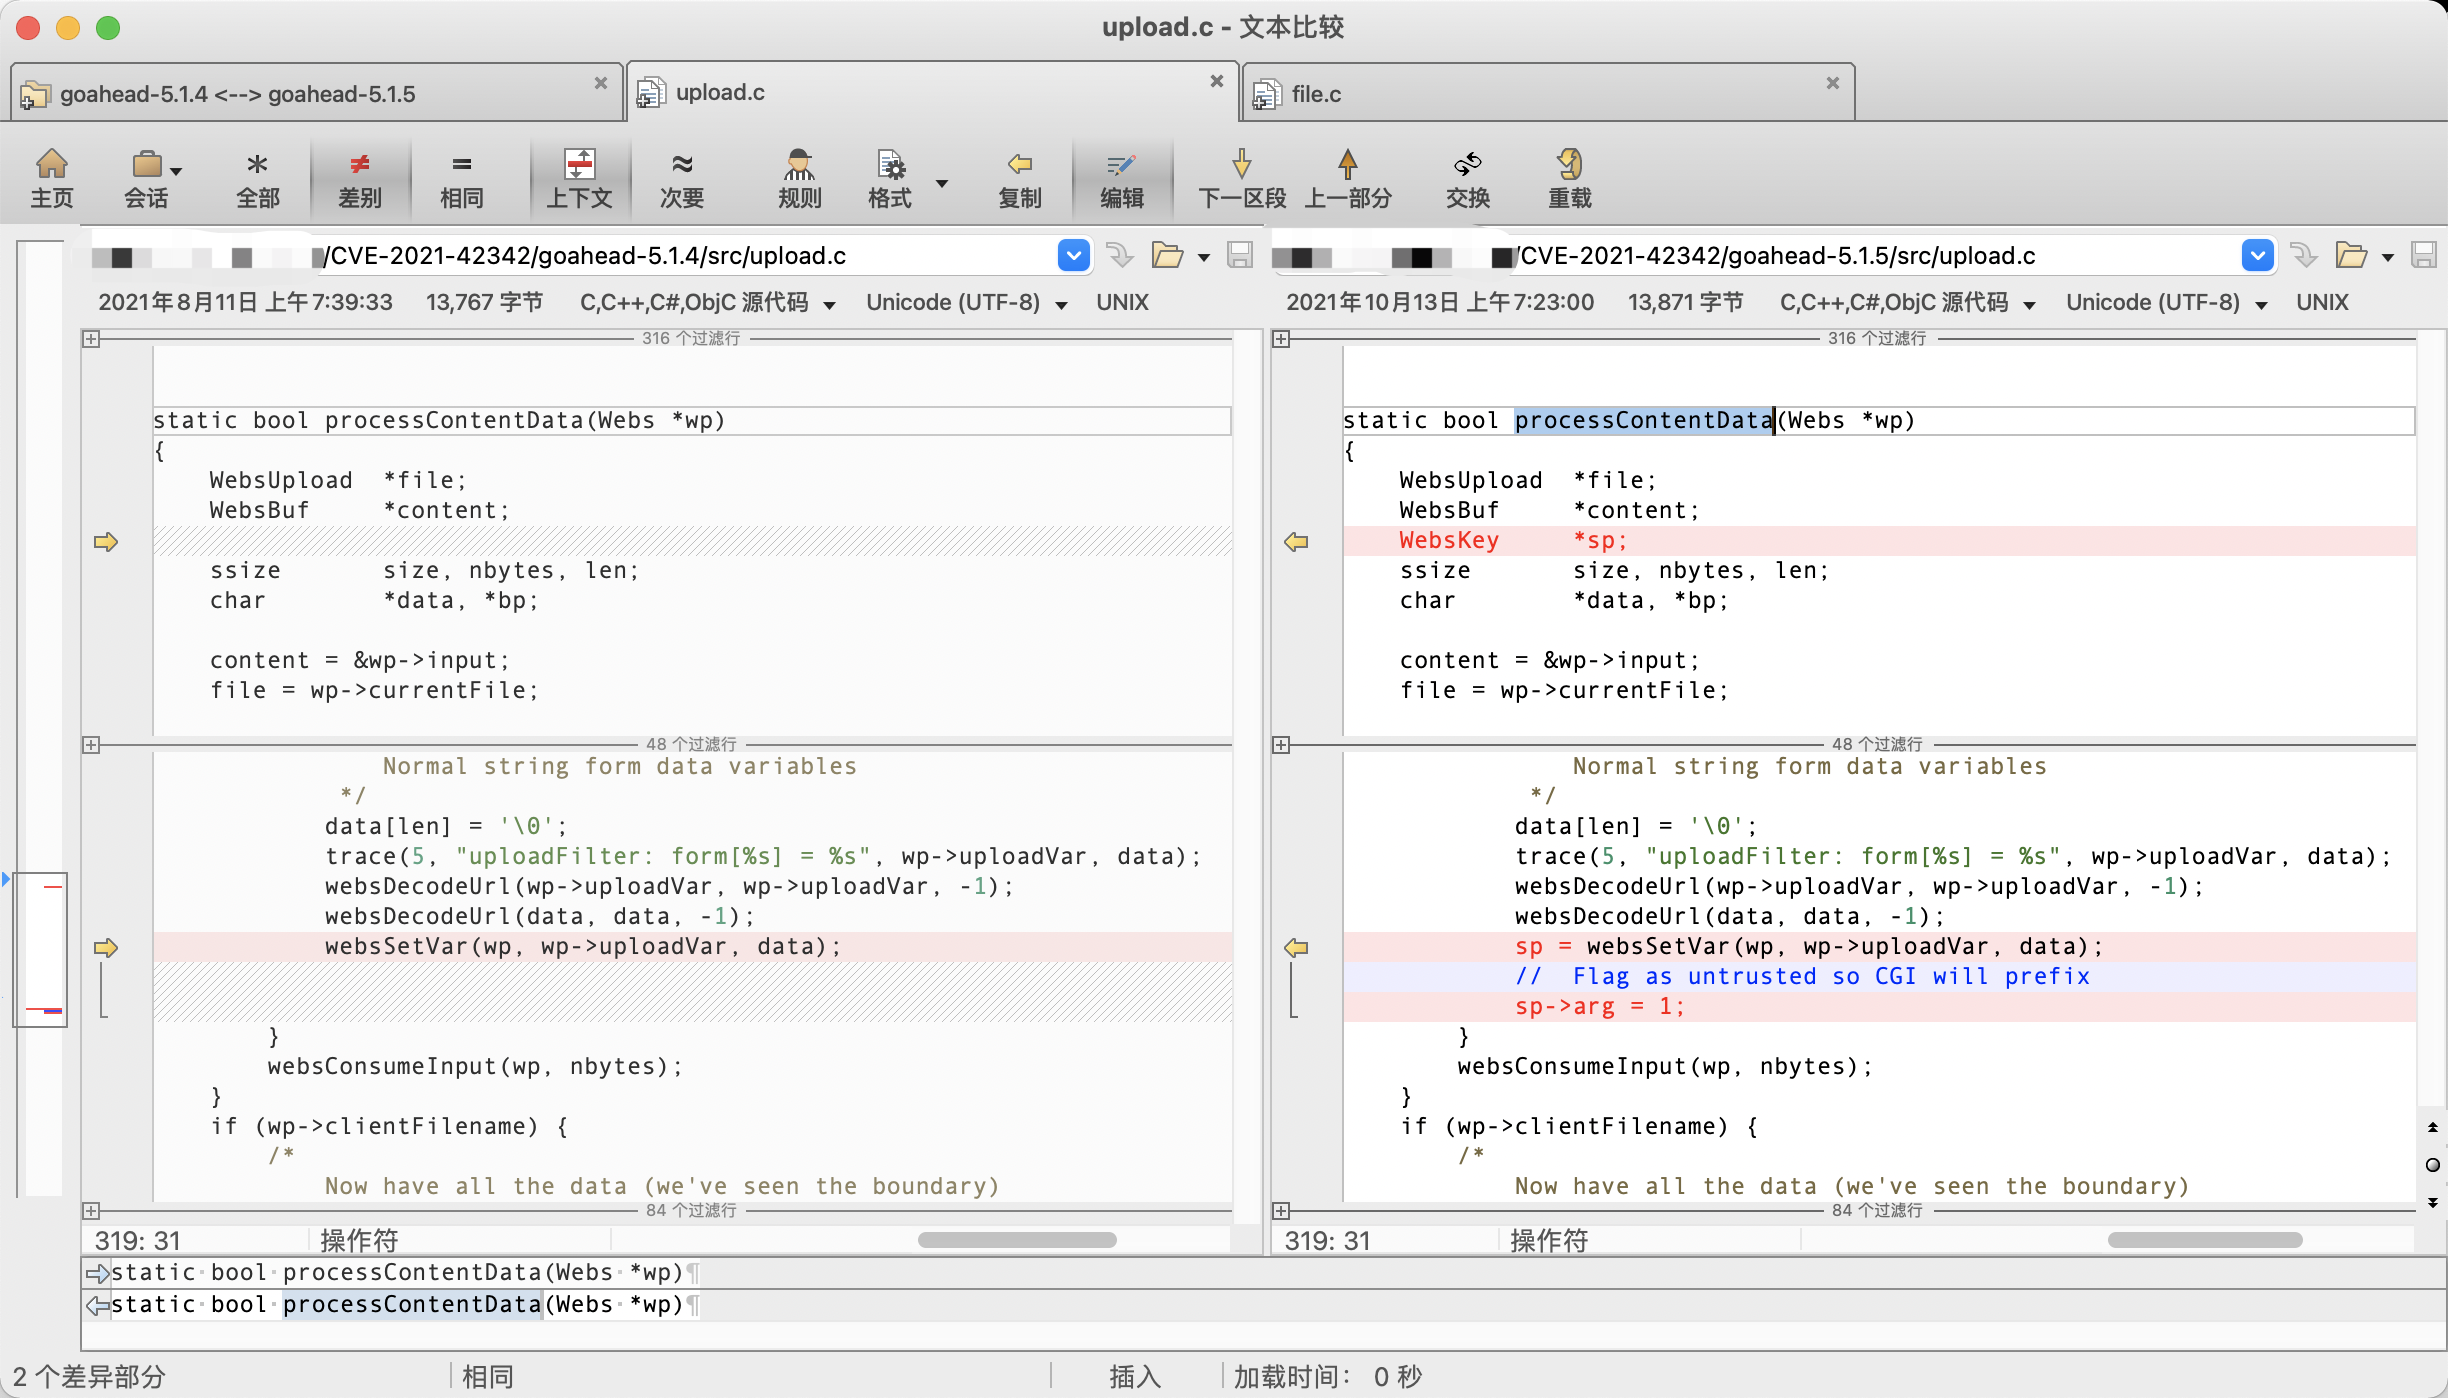 upload.c - 文本比较
goahead-5.1.4 <--> goahead-5.1.5
upload.c
file.c
主页 会话 全部 差别 相同 上下文 次要 规则 格式 复制 编辑 下一区段 上一部分 交换 重载
/CVE-2021-42342/goahead-5.1.4/src/upload.c
2021年8月11日 上午7:39:33 13,767 字节 C,C++,C#,ObjC 源代码 Unicode (UTF-8) UNIX
316 个过滤行
static bool processContentData(Webs *wp)
{
    WebsUpload  *file;
    WebsBuf     *content;
    ssize       size, nbytes, len;
    char        *data, *bp;
    content = &wp->input;
    file = wp->currentFile;
48 个过滤行
                Normal string form data variables
             */
            data[len] = '\0';
            trace(5, "uploadFilter: form[%s] = %s", wp->uploadVar, data);
            websDecodeUrl(wp->uploadVar, wp->uploadVar, -1);
            websDecodeUrl(data, data, -1);
            websSetVar(wp, wp->uploadVar, data);
        }
        websConsumeInput(wp, nbytes);
    }
    if (wp->clientFilename) {
        /*
            Now have all the data (we've seen the boundary)
84 个过滤行
319: 31 操作符
/CVE-2021-42342/goahead-5.1.5/src/upload.c
2021年10月13日 上午7:23:00 13,871 字节 C,C++,C#,ObjC 源代码 Unicode (UTF-8) UNIX
316 个过滤行
static bool processContentData(Webs *wp)
{
    WebsUpload  *file;
    WebsBuf     *content;
    WebsKey     *sp;
    ssize       size, nbytes, len;
    char        *data, *bp;
    content = &wp->input;
    file = wp->currentFile;
48 个过滤行
                Normal string form data variables
             */
            data[len] = '\0';
            trace(5, "uploadFilter: form[%s] = %s", wp->uploadVar, data);
            websDecodeUrl(wp->uploadVar, wp->uploadVar, -1);
            websDecodeUrl(data, data, -1);
            sp = websSetVar(wp, wp->uploadVar, data);
            //  Flag as untrusted so CGI will prefix
            sp->arg = 1;
        }
        websConsumeInput(wp, nbytes);
    }
    if (wp->clientFilename) {
        /*
            Now have all the data (we've seen the boundary)
84 个过滤行
319: 31 操作符
static·bool·processContentData(Webs·*wp)¶
static·bool·processContentData(Webs·*wp)¶
2 个差异部分 相同 插入 加载时间： 0 秒